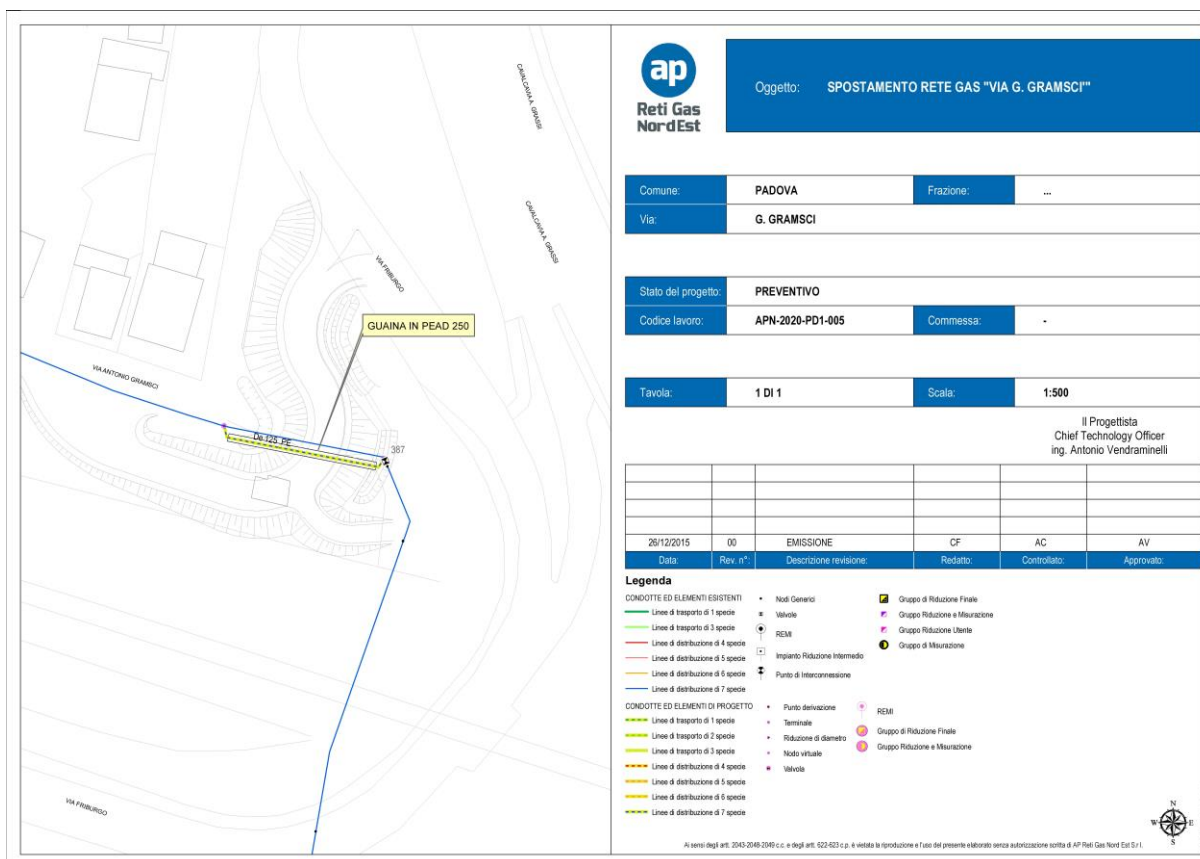 CAVALCAVIA A. GRASSI
CAVALCAVIA A. GRASSI
VIA FRIBURGO
GUAINA IN PEAD 250
VIA ANTONIO GRAMSCI
De 125 PE
387
VIA FRIBURGO
ap
Reti Gas
NordEst
Oggetto: SPOSTAMENTO RETE GAS "VIA G. GRAMSCI"'
Comune: PADOVA Frazione: ...
Via: G. GRAMSCI
Stato del progetto: PREVENTIVO
Codice lavoro: APN-2020-PD1-005 Commessa: -
Tavola: 1 DI 1 Scala: 1:500
Il Progettista
Chief Technology Officer
ing. Antonio Vendraminelli
26/12/2015 00 EMISSIONE CF AC AV
Data: Rev. n°: Descrizione revisione: Redatto: Controllato: Approvato:
Legenda
CONDOTTE ED ELEMENTI ESISTENTI
Linee di trasporto di 1 specie
Linee di trasporto di 3 specie
Linee di distribuzione di 4 specie
Linee di distribuzione di 5 specie
Linee di distribuzione di 6 specie
Linee di distribuzione di 7 specie
Nodi Generici
Valvole
REMI
Impianto Riduzione Intermedio
Punto di Interconnessione
Gruppo di Riduzione Finale
Gruppo Riduzione e Misurazione
Gruppo Riduzione Utente
Gruppo di Misurazione
CONDOTTE ED ELEMENTI DI PROGETTO
Linee di trasporto di 1 specie
Linee di trasporto di 2 specie
Linee di trasporto di 3 specie
Linee di distribuzione di 4 specie
Linee di distribuzione di 5 specie
Linee di distribuzione di 6 specie
Linee di distribuzione di 7 specie
Punto derivazione
Terminale
Riduzione di diametro
Nodo virtuale
Valvola
REMI
Gruppo di Riduzione Finale
Gruppo Riduzione e Misurazione
N
W E
S
Ai sensi degli artt. 2043-2048-2049 c.c. e degli artt. 622-623 c.p. è vietata la riproduzione e l'uso del presente elaborato senza autorizzazione scritta di AP Reti Gas Nord Est S.r.l.